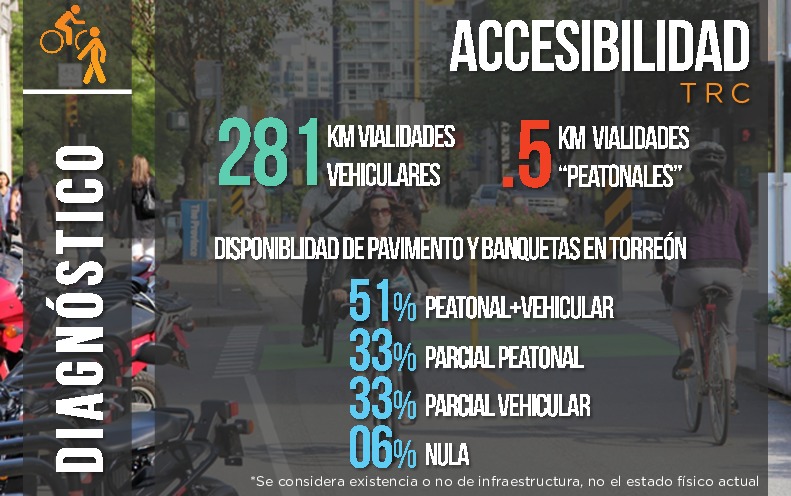 DIAGNÓSTICO
ACCESIBILIDAD
TRC
281 KM VIALIDADES VEHICULARES
.5 KM VIALIDADES "PEATONALES"
DISPONIBLIDAD DE PAVIMENTO Y BANQUETAS EN TORREÓN
51% PEATONAL+VEHICULAR
33% PARCIAL PEATONAL
33% PARCIAL VEHICULAR
06% NULA
*Se considera existencia o no de infraestructura, no el estado físico actual